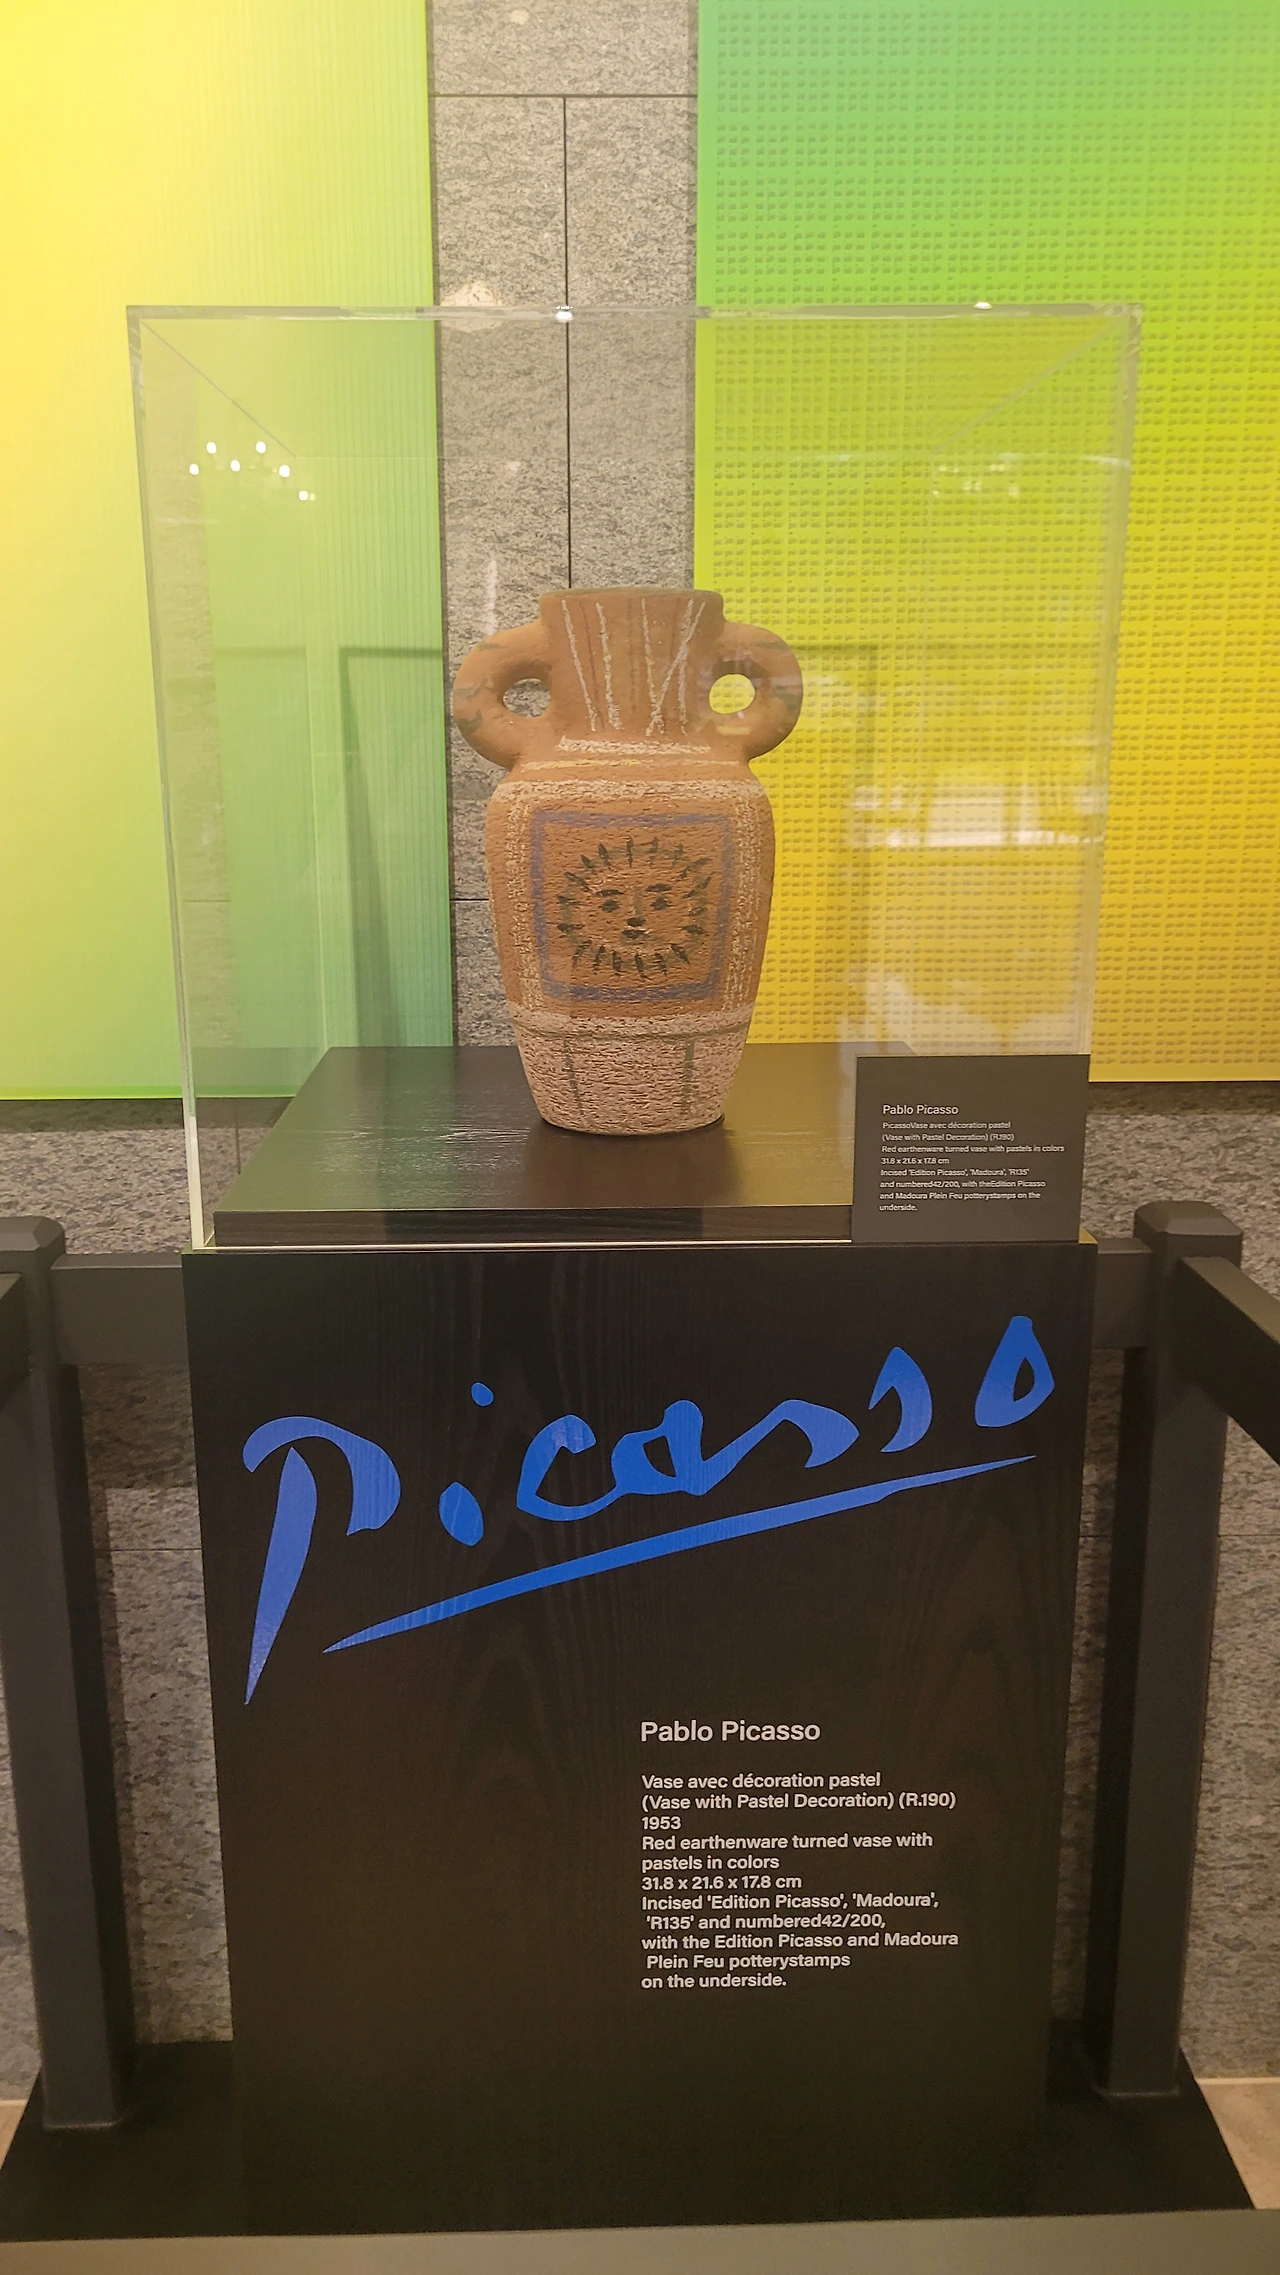 Pablo Picasso
PicassoVase avec décoration pastel
(Vase with Pastel Decoration) (R.190)
Red earthenware turned vase with pastels in colors
31.8 x 21.6 x 17.8 cm
Incised 'Edition Picasso', 'Madoura', 'R135'
and numbered42/200, with theEdition Picasso
and Madoura Plein Feu potterystamps on the
underside.
Picasso
Pablo Picasso
Vase avec décoration pastel
(Vase with Pastel Decoration) (R.190)
1953
Red earthenware turned vase with
pastels in colors
31.8 x 21.6 x 17.8 cm
Incised 'Edition Picasso', 'Madoura',
'R135' and numbered42/200,
with the Edition Picasso and Madoura
Plein Feu potterystamps
on the underside.